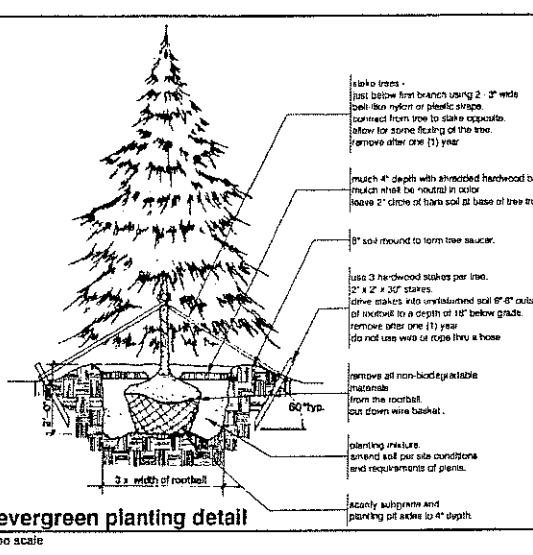 stake trees -
just below first branch using 2 - 3" wide
belt-like nylon or plastic straps.
connect from tree to stake opposite.
allow for some flexing of the tree.
remove after one (1) year
mulch 4" depth with shredded hardwood
mulch shall be neutral in color
leave 2" circle of bare soil at base of tree
6" soil mound to form tree saucer.
use 3 hardwood stakes per tree.
2" x 2" x 30" stakes.
drive stakes into undisturbed soil 6"-8"
of rootball to a depth of 18" below grade.
remove after one (1) year
do not use wire or rope thru a hose
remove all non-biodegradable
materials
from the rootball.
cut down wire basket.
60° typ.
planting mixture.
amend soil per site conditions
and requirements of plants.
3 x width of rootball
scarify subgrade and
planting pit sides to 4" depth.
evergreen planting detail
no scale